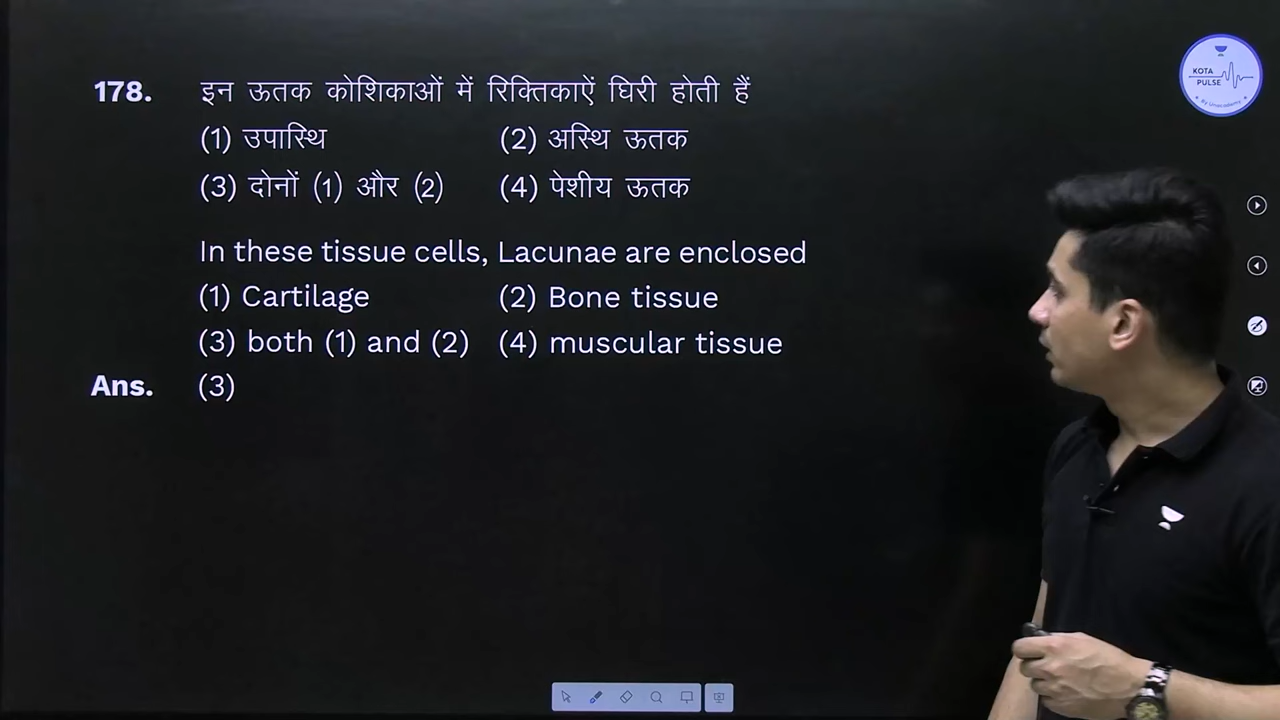 178. इन ऊतक कोशिकाओं में रिक्तिकाऐं घिरी होती हैं
(1) उपास्थि (2) अस्थि ऊतक
(3) दोनों (1) और (2) (4) पेशीय ऊतक
In these tissue cells, Lacunae are enclosed
(1) Cartilage (2) Bone tissue
(3) both (1) and (2) (4) muscular tissue
Ans. (3)
KOTA
PULSE
By Unacademy